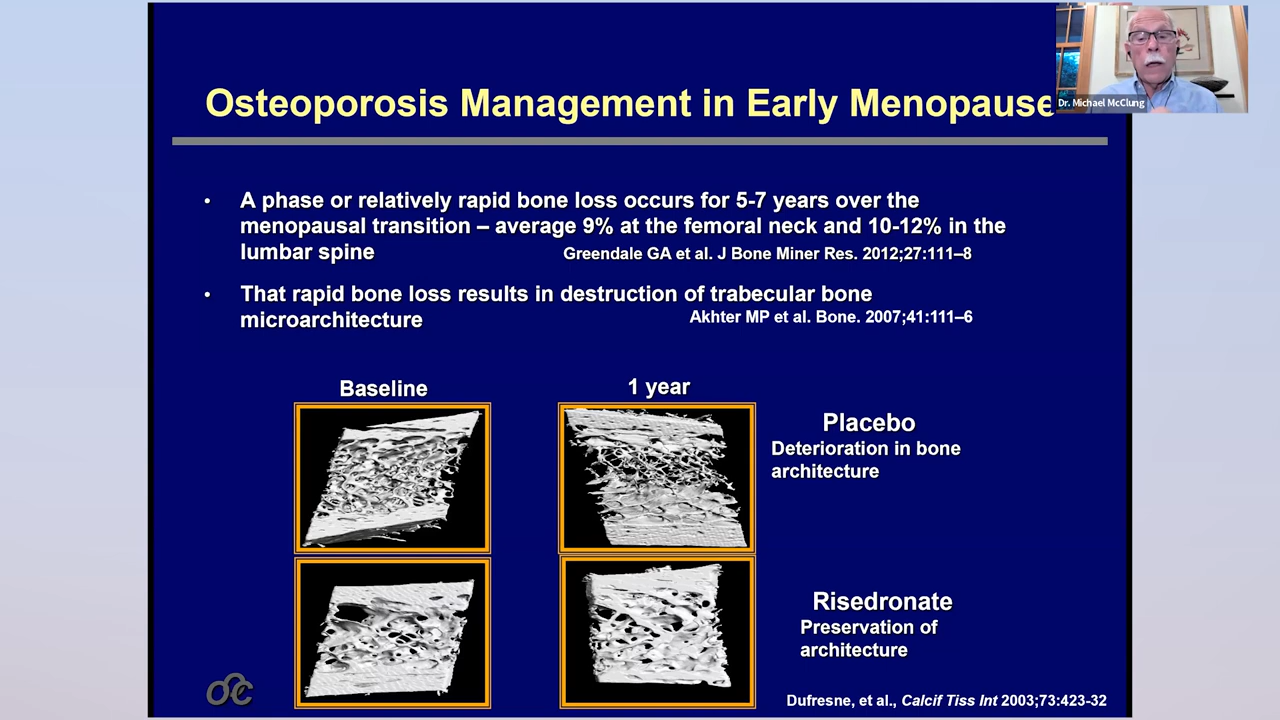 Dr. Michael McClung
Osteoporosis Management in Early Menopause
• A phase or relatively rapid bone loss occurs for 5-7 years over the
menopausal transition – average 9% at the femoral neck and 10-12% in the
lumbar spine
Greendale GA et al. J Bone Miner Res. 2012;27:111–8
• That rapid bone loss results in destruction of trabecular bone
microarchitecture
Akhter MP et al. Bone. 2007;41:111–6
Baseline
1 year
Placebo
Deterioration in bone
architecture
Risedronate
Preservation of
architecture
Dufresne, et al., Calcif Tiss Int 2003;73:423-32